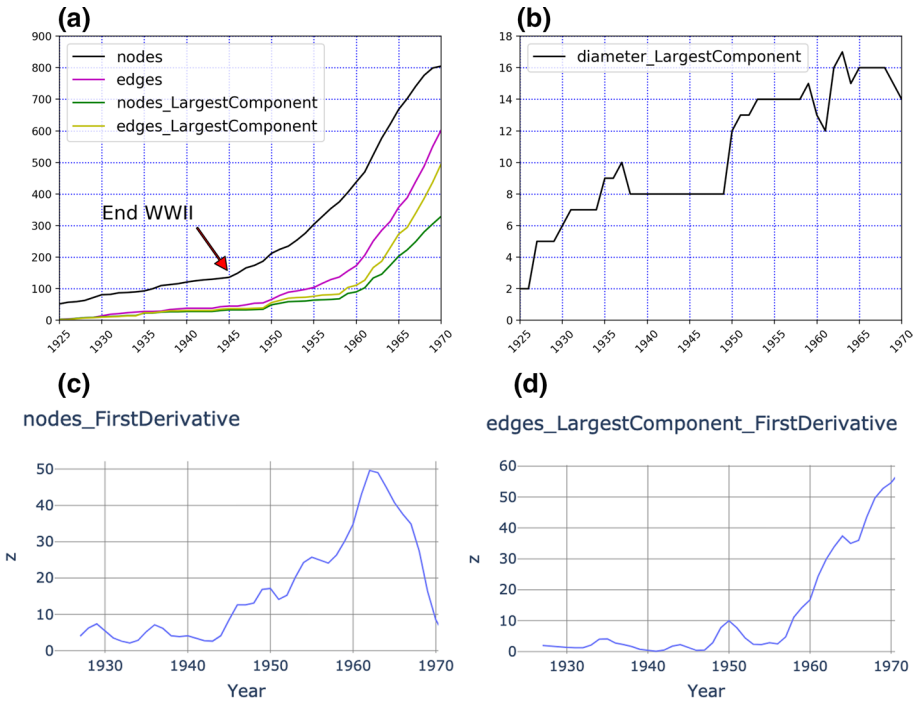 (a)
900
800
700
600
500
400
300
200
100
0
nodes
edges
nodes_LargestComponent
edges_LargestComponent
End WWII
1925 1930 1935 1940 1945 1950 1955 1960 1965 1970
(b)
18
16
14
12
10
8
6
4
2
0
diameter_LargestComponent
1925 1930 1935 1940 1945 1950 1955 1960 1965 1970
(c)
nodes_FirstDerivative
50
40
30
20
10
0
z
1930 1940 1950 1960 1970
Year
(d)
edges_LargestComponent_FirstDerivative
60
50
40
30
20
10
0
z
1930 1940 1950 1960 1970
Year